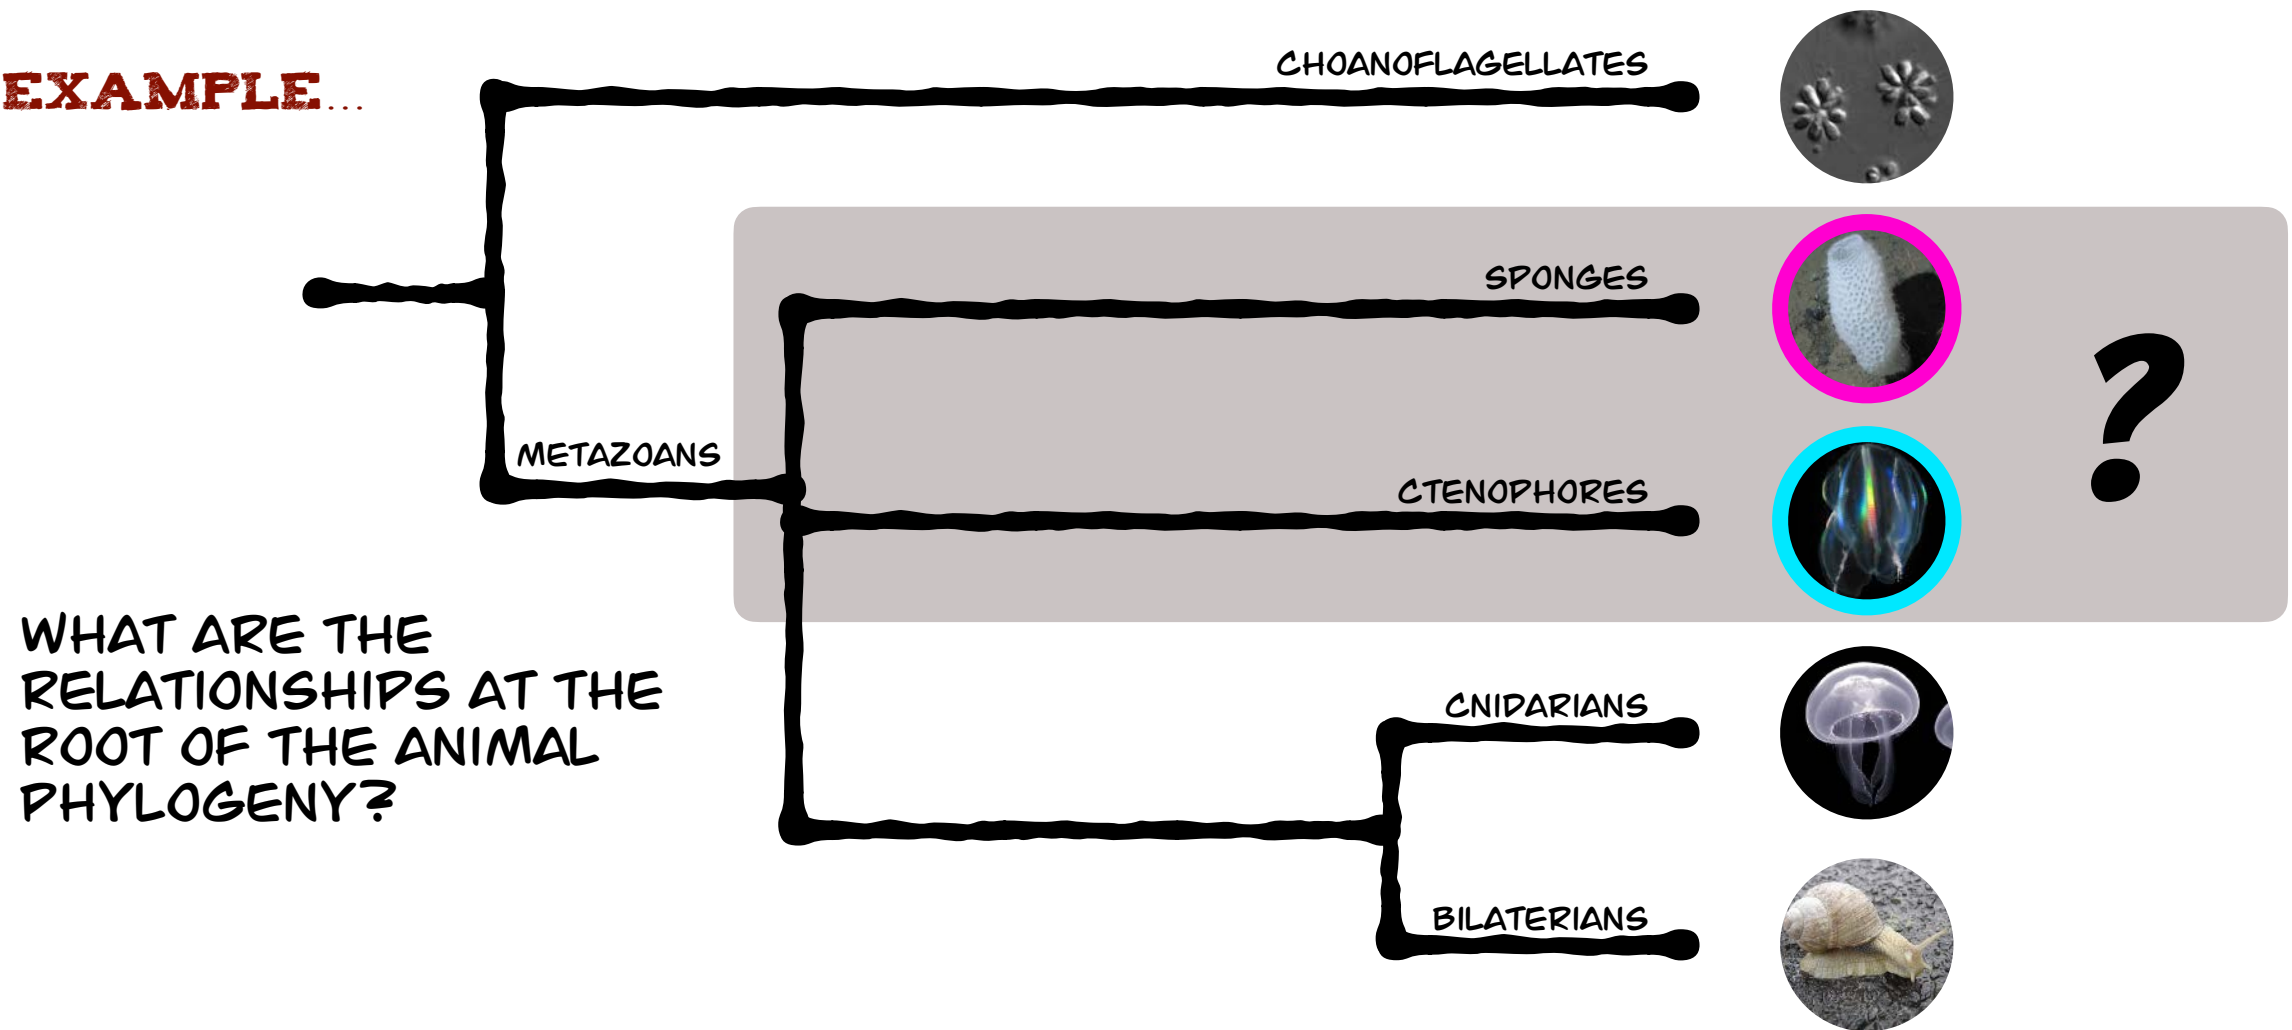 EXAMPLE...
CHOANOFLAGELLATES
SPONGES
METAZOANS
CTENOPHORES
?
WHAT ARE THE
RELATIONSHIPS AT THE
ROOT OF THE ANIMAL
PHYLOGENY?
CNIDARIANS
BILATERIANS